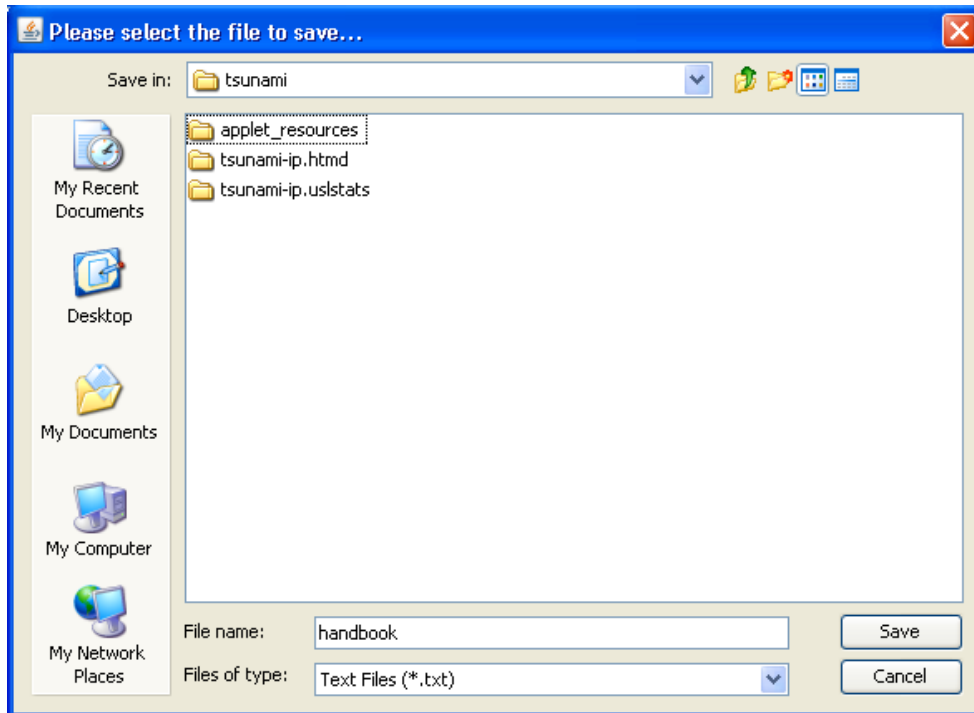 Please select the file to save...
Save in:
tsunami
applet_resources
tsunami-ip.htmd
tsunami-ip.uslstats
My Recent
Documents
Desktop
My Documents
My Computer
My Network
Places
File name:
handbook
Save
Files of type:
Text Files (*.txt)
Cancel